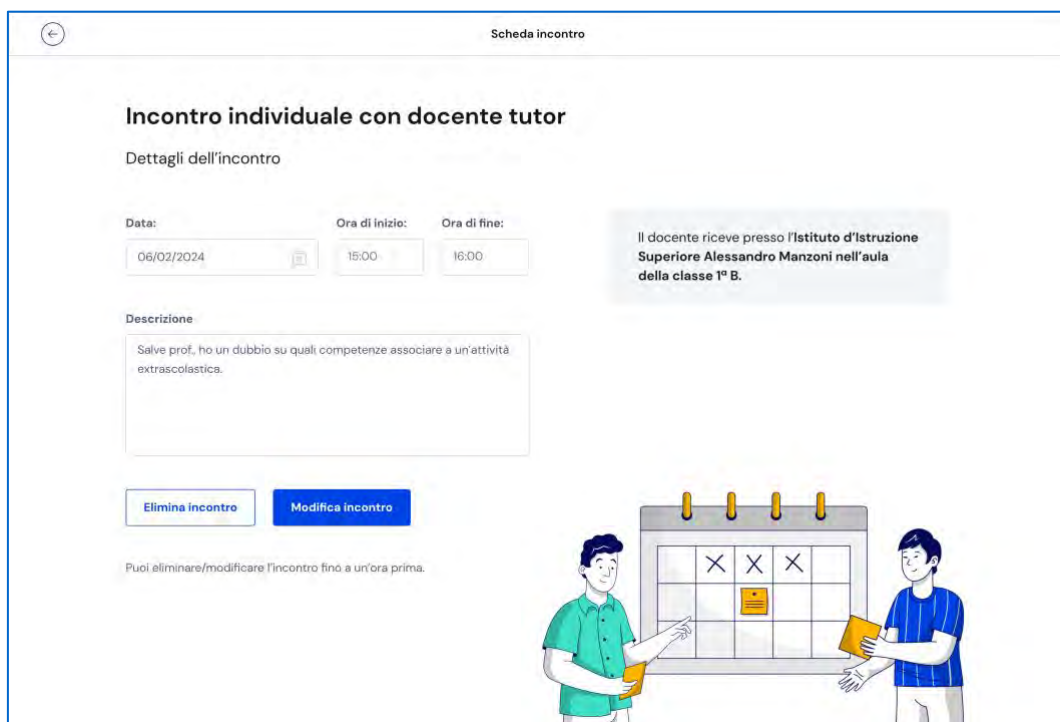 Scheda incontro
Incontro individuale con docente tutor
Dettagli dell'incontro
Data:
Ora di inizio:
Ora di fine:
06/02/2024
15:00
16:00
Il docente riceve presso l'Istituto d'Istruzione
Superiore Alessandro Manzoni nell'aula
della classe 1ª B.
Descrizione
Salve prof., ho un dubbio su quali competenze associare a un'attività
extrascolastica.
Elimina incontro
Modifica incontro
Puoi eliminare/modificare l'incontro fino a un'ora prima.